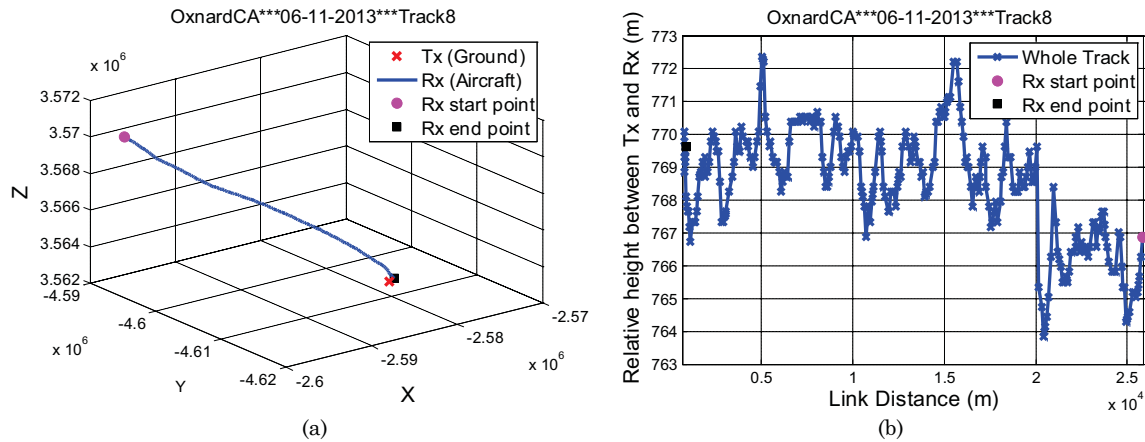 OxnardCA***06-11-2013***Track8
x 10^6
Tx (Ground)
Rx (Aircraft)
Rx start point
Rx end point
3.572
3.57
3.568
3.566
3.564
3.562
Z
-4.59
-4.6
-4.61
-4.62
x 10^6
Y
-2.6
-2.59
-2.58
-2.57
x 10^6
X
(a)
OxnardCA***06-11-2013***Track8
Relative height between Tx and Rx (m)
773
772
771
770
769
768
767
766
765
764
763
Whole Track
Rx start point
Rx end point
0.5
1
1.5
2
2.5
x 10^4
Link Distance (m)
(b)